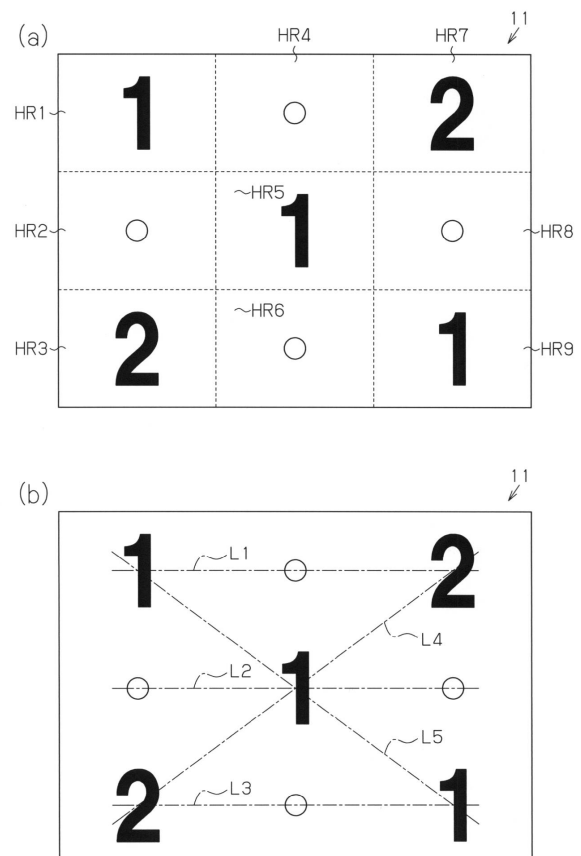 (a)
HR4 HR7 11
HR1 1 ○ 2
HR2 ○ HR5 1 ○ HR8
HR3 2 HR6 ○ 1 HR9
(b)
11
1 L1 ○ 2
L4
○ L2 1 ○
L5
2 L3 ○ 1